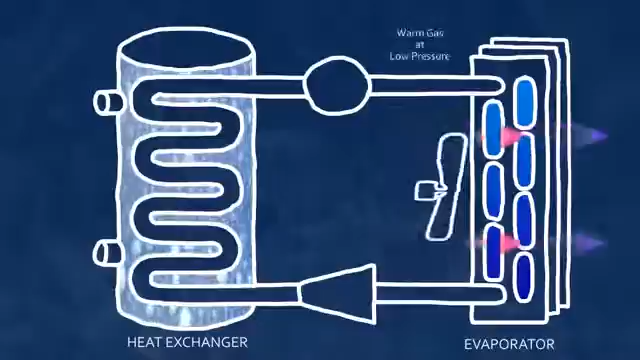 Warm Gas
at
Low Pressure
HEAT EXCHANGER
EVAPORATOR